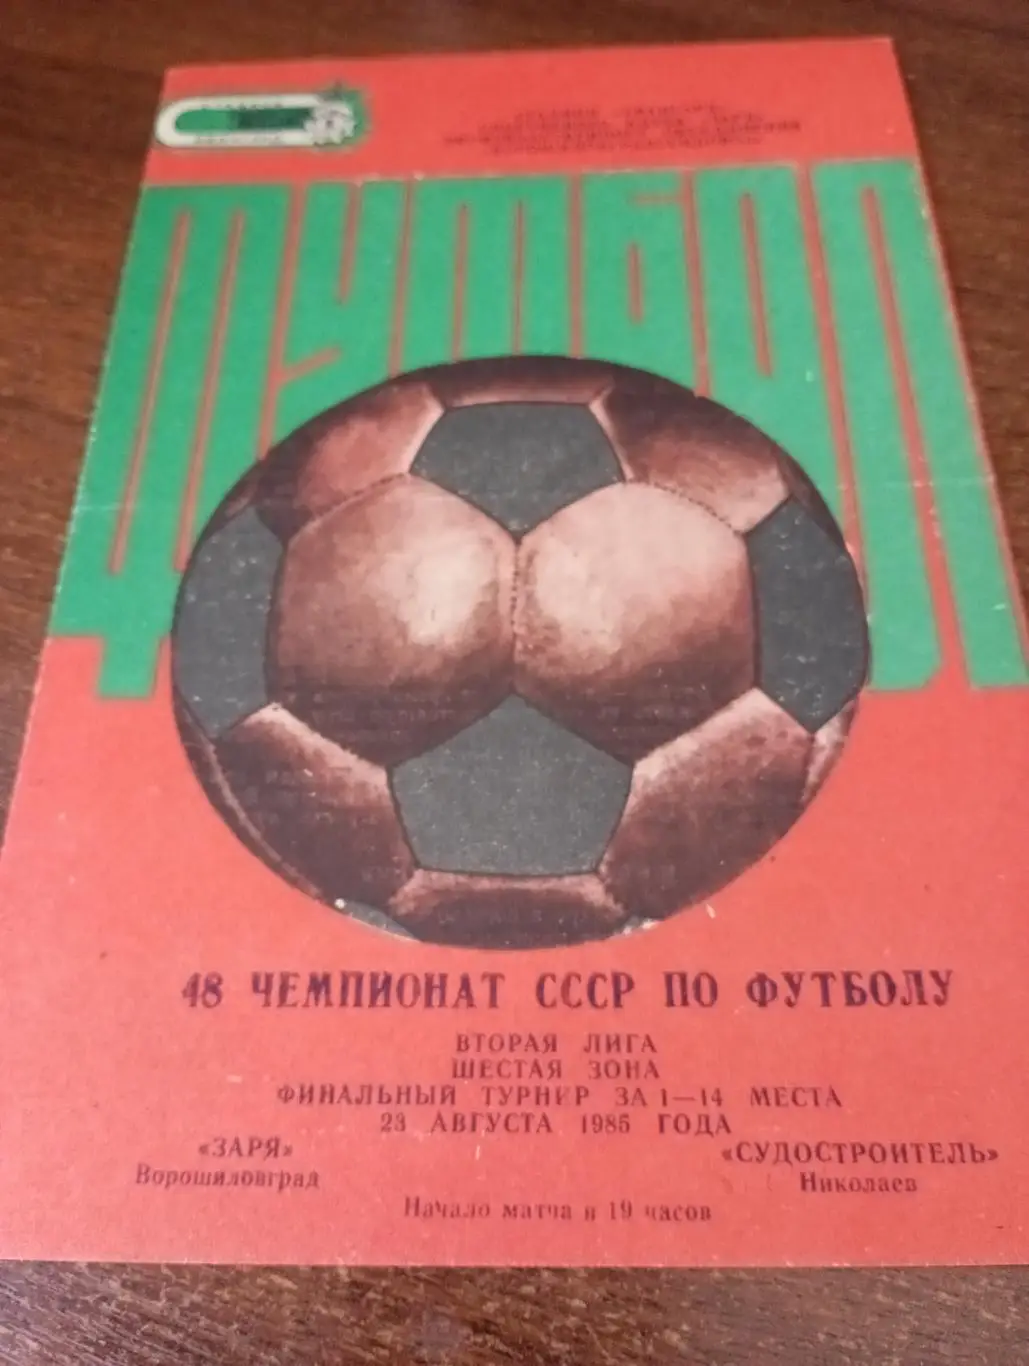 ФУТБОЛ
48 ЧЕМПИОНАТ СССР ПО ФУТБОЛУ
ВТОРАЯ ЛИГА
ШЕСТАЯ ЗОНА
ФИНАЛЬНЫЙ ТУРНИР ЗА 1—14 МЕСТА
23 АВГУСТА 1985 ГОДА
«ЗАРЯ» «СУДОСТРОИТЕЛЬ»
Ворошиловград Николаев
Начало матча в 19 часов